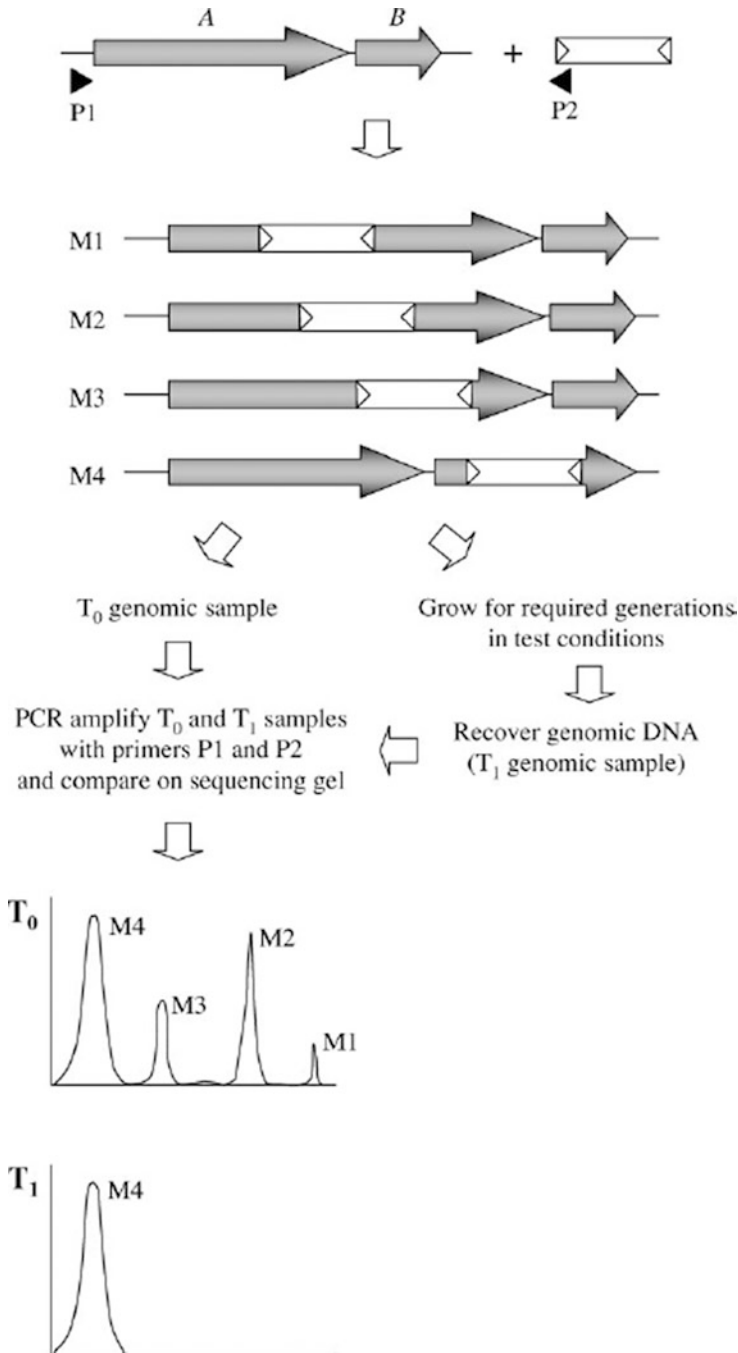 A B
+
P1 P2
M1
M2
M3
M4
T0 genomic sample
Grow for required generations
in test conditions
PCR amplify T0 and T1 samples
with primers P1 and P2
and compare on sequencing gel
Recover genomic DNA
(T1 genomic sample)
T0
M4
M2
M3
M1
T1
M4